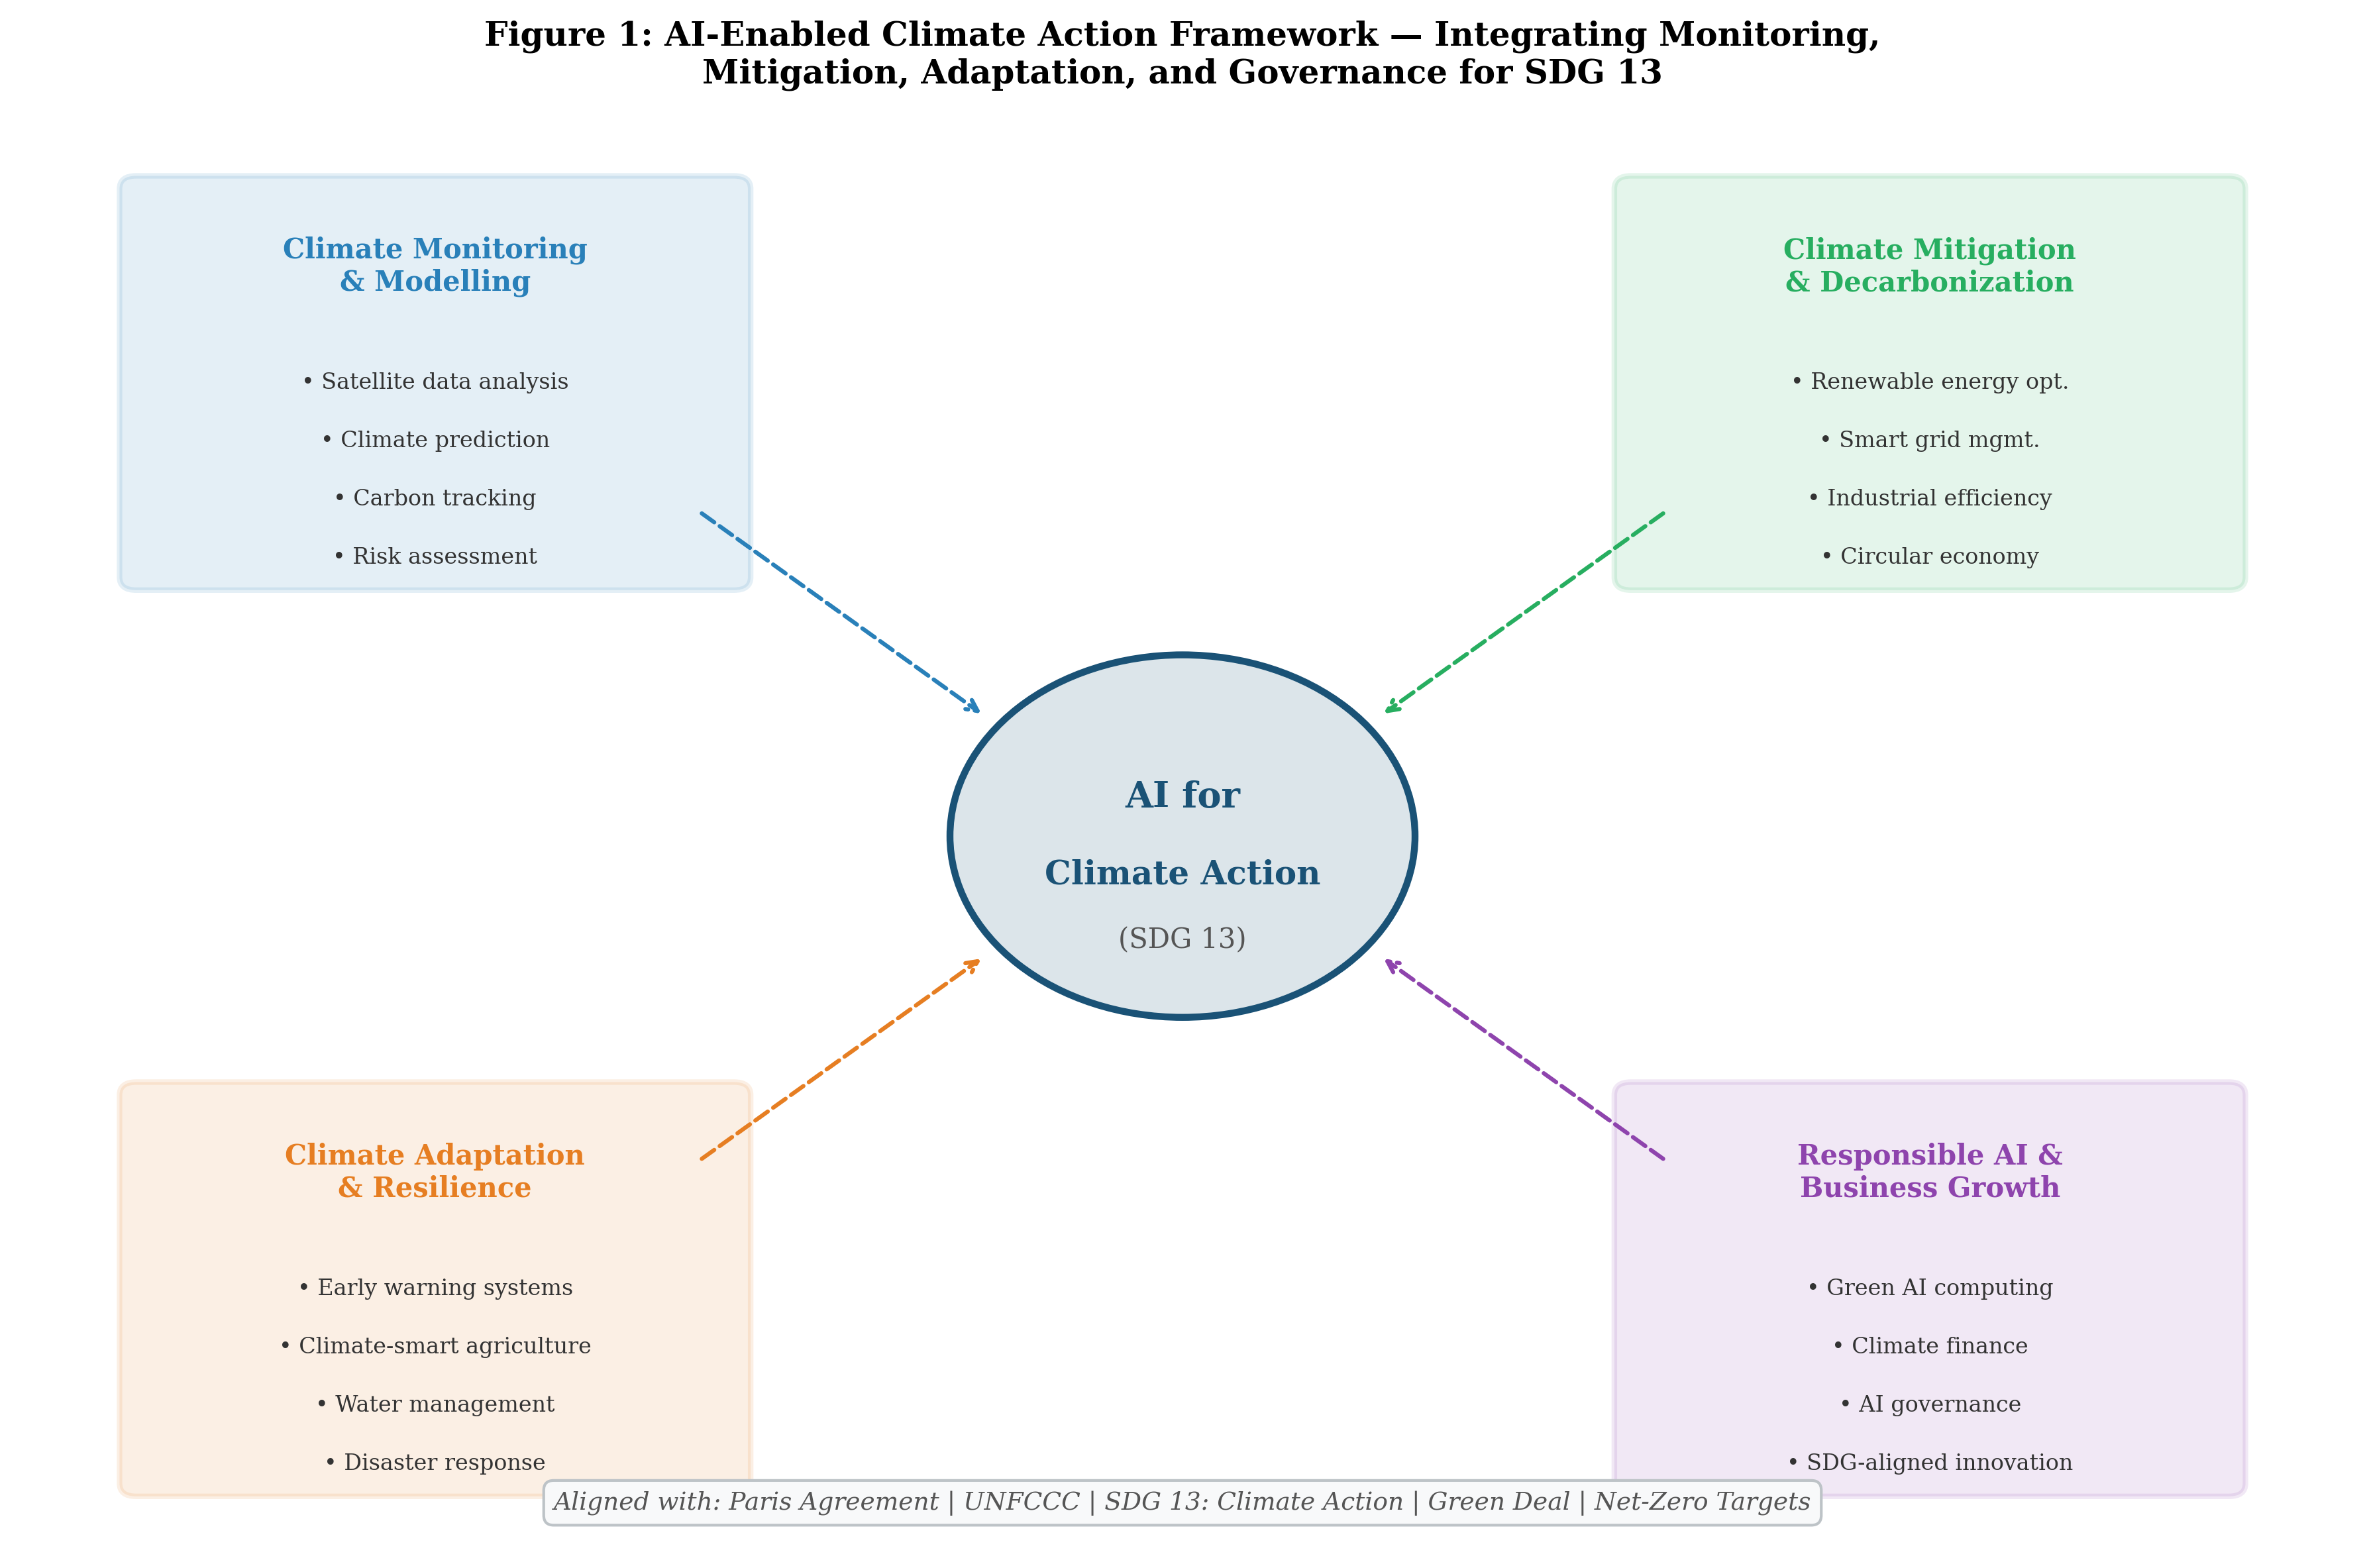 Figure 1: AI-Enabled Climate Action Framework — Integrating Monitoring,
Mitigation, Adaptation, and Governance for SDG 13
Climate Monitoring
& Modelling
• Satellite data analysis
• Climate prediction
• Carbon tracking
• Risk assessment
Climate Mitigation
& Decarbonization
• Renewable energy opt.
• Smart grid mgmt.
• Industrial efficiency
• Circular economy
AI for
Climate Action
(SDG 13)
Climate Adaptation
& Resilience
• Early warning systems
• Climate-smart agriculture
• Water management
• Disaster response
Responsible AI &
Business Growth
• Green AI computing
• Climate finance
• AI governance
• SDG-aligned innovation
Aligned with: Paris Agreement | UNFCCC | SDG 13: Climate Action | Green Deal | Net-Zero Targets